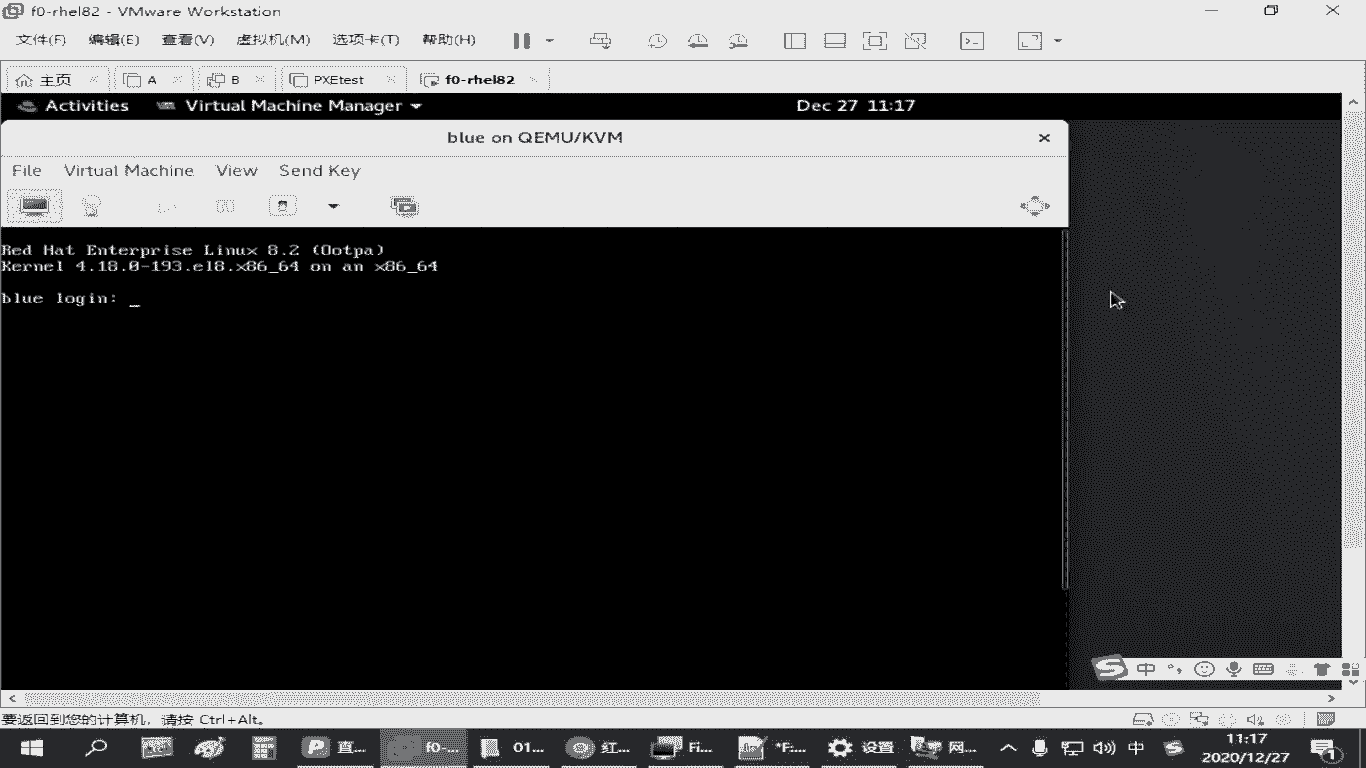 f0-rhel82 - VMware Workstation
文件(F) 编辑(E) 查看(V) 虚拟机(M) 选项卡(T) 帮助(H)
主页 A B PXEtest f0-rhel82
Activities Virtual Machine Manager Dec 27 11:17
blue on QEMU/KVM
File Virtual Machine View Send Key
Red Hat Enterprise Linux 8.2 (Ootpa)
Kernel 4.18.0-193.el8.x86_64 on an x86_64
blue login: _
中
要返回到您的计算机，请按 Ctrl+Alt。
直... f0-... 01... 红... Fi... *F:... 设置 网... 中 11:17
2020/12/27
1